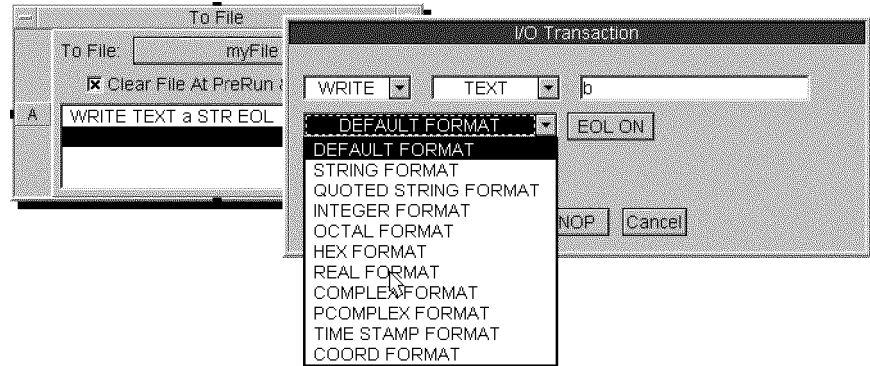 To File
To File: myFile
Clear File At PreRun
A
WRITE TEXT a STR EOL
I/O Transaction
WRITE TEXT b
DEFAULT FORMAT EOL ON
DEFAULT FORMAT
STRING FORMAT
QUOTED STRING FORMAT
INTEGER FORMAT
OCTAL FORMAT
HEX FORMAT
REAL FORMAT
COMPLEX FORMAT
PCOMPLEX FORMAT
TIME STAMP FORMAT
COORD FORMAT
NOP Cancel